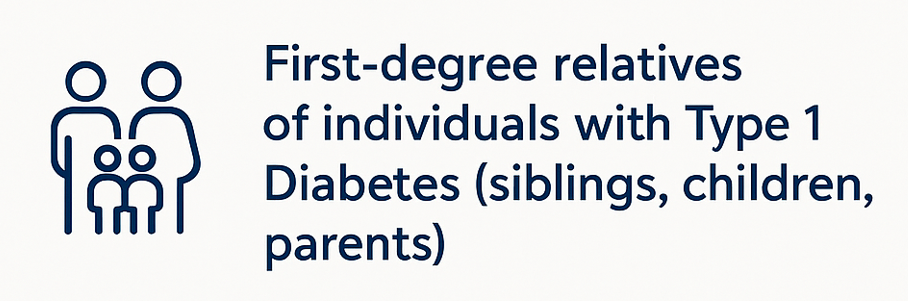 First-degree relatives
of individuals with Type 1
Diabetes (siblings, children,
parents)